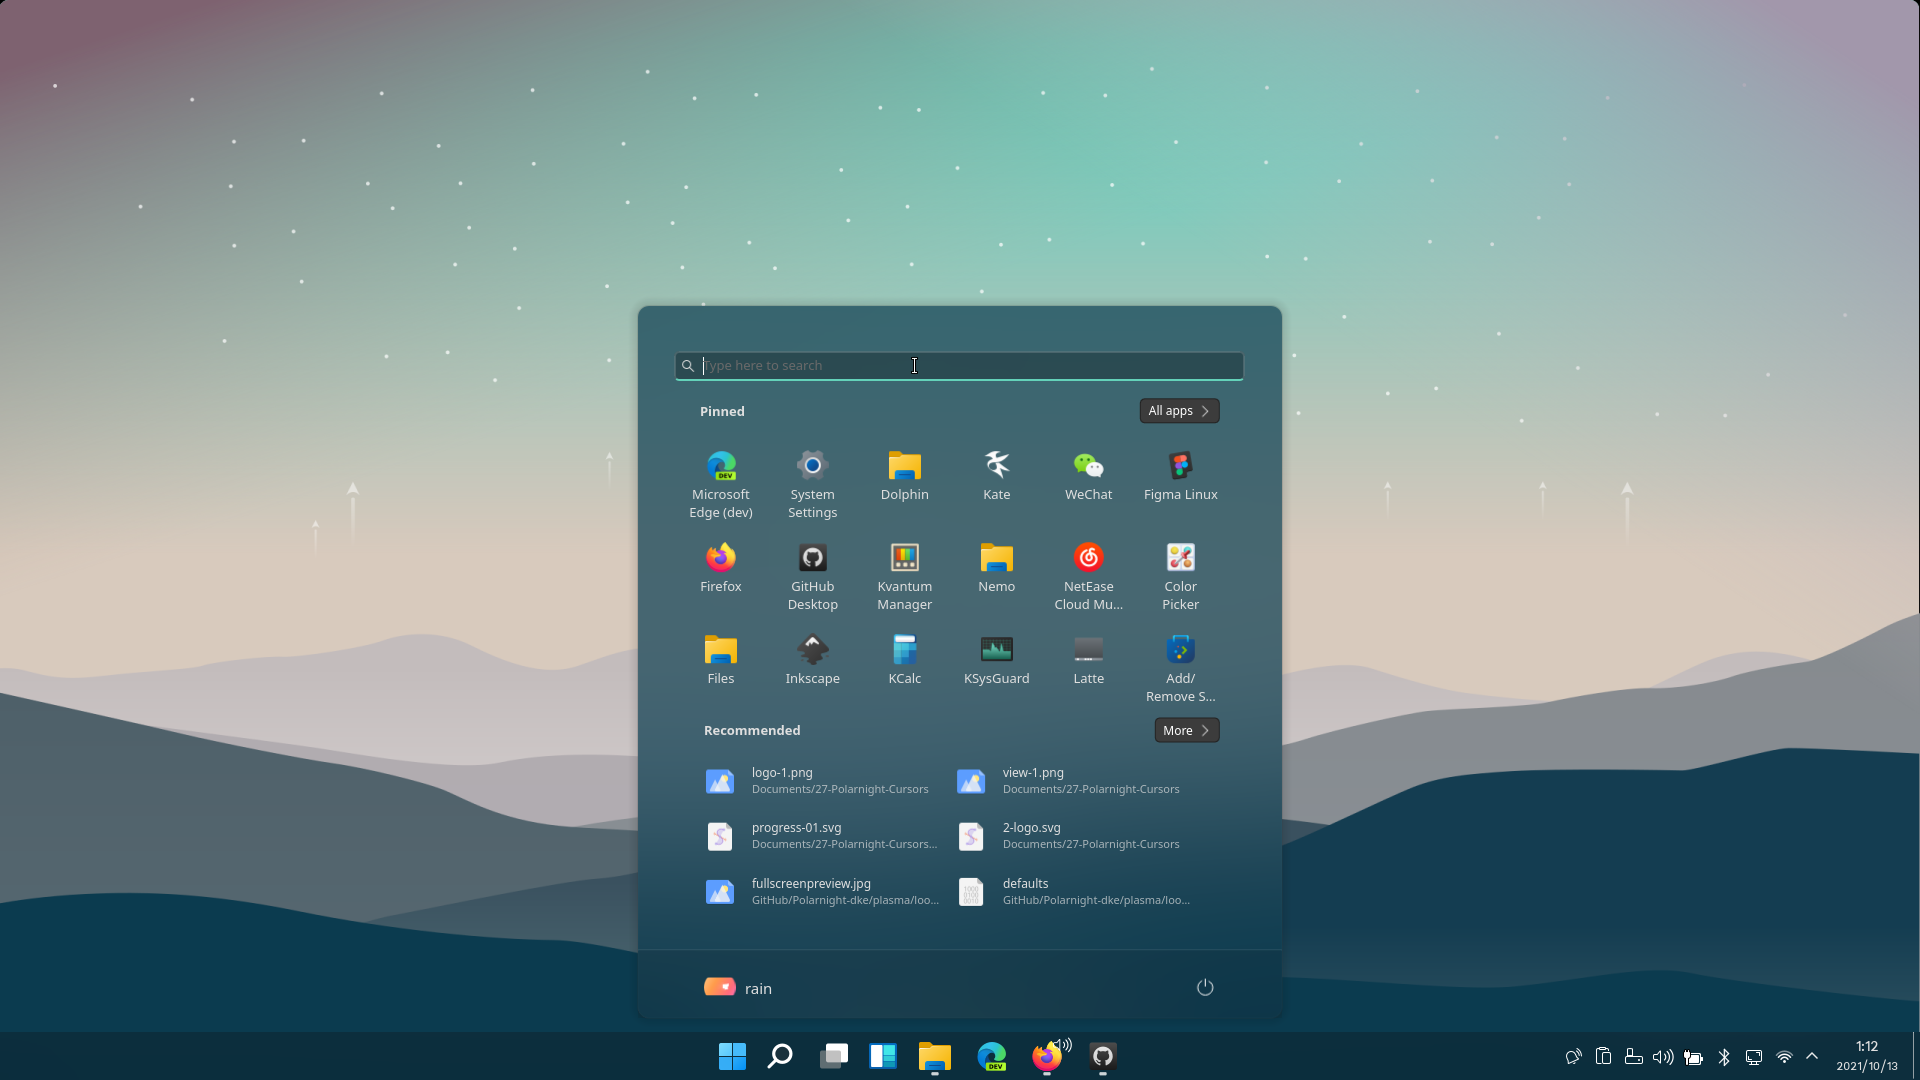 Type here to search
Pinned
All apps
Microsoft
Edge (dev)
System
Settings
Dolphin
Kate
WeChat
Figma Linux
Firefox
GitHub
Desktop
Kvantum
Manager
Nemo
NetEase
Cloud Mu...
Color
Picker
Files
Inkscape
KCalc
KSysGuard
Latte
Add/
Remove S...
Recommended
More
logo-1.png
Documents/27-Polarnight-Cursors
view-1.png
Documents/27-Polarnight-Cursors
progress-01.svg
Documents/27-Polarnight-Cursors...
2-logo.svg
Documents/27-Polarnight-Cursors
fullscreenpreview.jpg
GitHub/Polarnight-dke/plasma/loo...
defaults
GitHub/Polarnight-dke/plasma/loo...
rain
DEV
DEV
1:12
2021/10/13